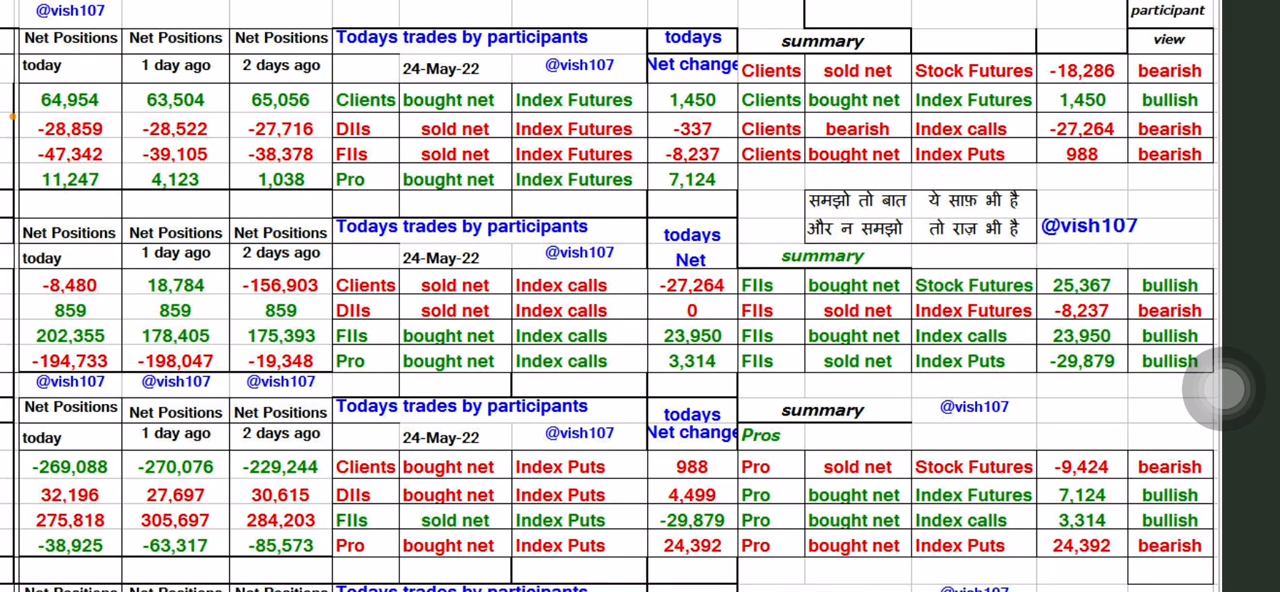 @vish107 participant
Net Positions Net Positions Net Positions Todays trades by participants todays summary view
today 1 day ago 2 days ago 24-May-22 @vish107 Net change Clients sold net Stock Futures -18,286 bearish
64,954 63,504 65,056 Clients bought net Index Futures 1,450 Clients bought net Index Futures 1,450 bullish
-28,859 -28,522 -27,716 DIIs sold net Index Futures -337 Clients bearish Index calls -27,264 bearish
-47,342 -39,105 -38,378 FIIs sold net Index Futures -8,237 Clients bought net Index Puts 988 bearish
11,247 4,123 1,038 Pro bought net Index Futures 7,124
समझो तो बात ये साफ़ भी है
Net Positions Net Positions Net Positions Todays trades by participants todays और न समझो तो राज़ भी है @vish107
today 1 day ago 2 days ago 24-May-22 @vish107 Net summary
-8,480 18,784 -156,903 Clients sold net Index calls -27,264 FIIs bought net Stock Futures 25,367 bullish
859 859 859 DIIs sold net Index calls 0 FIIs sold net Index Futures -8,237 bearish
202,355 178,405 175,393 FIIs bought net Index calls 23,950 FIIs bought net Index calls 23,950 bullish
-194,733 -198,047 -19,348 Pro bought net Index calls 3,314 FIIs sold net Index Puts -29,879 bullish
@vish107 @vish107 @vish107
Net Positions Net Positions Net Positions Todays trades by participants todays summary @vish107
today 1 day ago 2 days ago 24-May-22 @vish107 Net change Pros
-269,088 -270,076 -229,244 Clients bought net Index Puts 988 Pro sold net Stock Futures -9,424 bearish
32,196 27,697 30,615 DIIs bought net Index Puts 4,499 Pro bought net Index Futures 7,124 bullish
275,818 305,697 284,203 FIIs sold net Index Puts -29,879 Pro bought net Index calls 3,314 bullish
-38,925 -63,317 -85,573 Pro bought net Index Puts 24,392 Pro bought net Index Puts 24,392 bearish
Net Positions Net Positions Net Positions Todays trades by participants todays @vish107